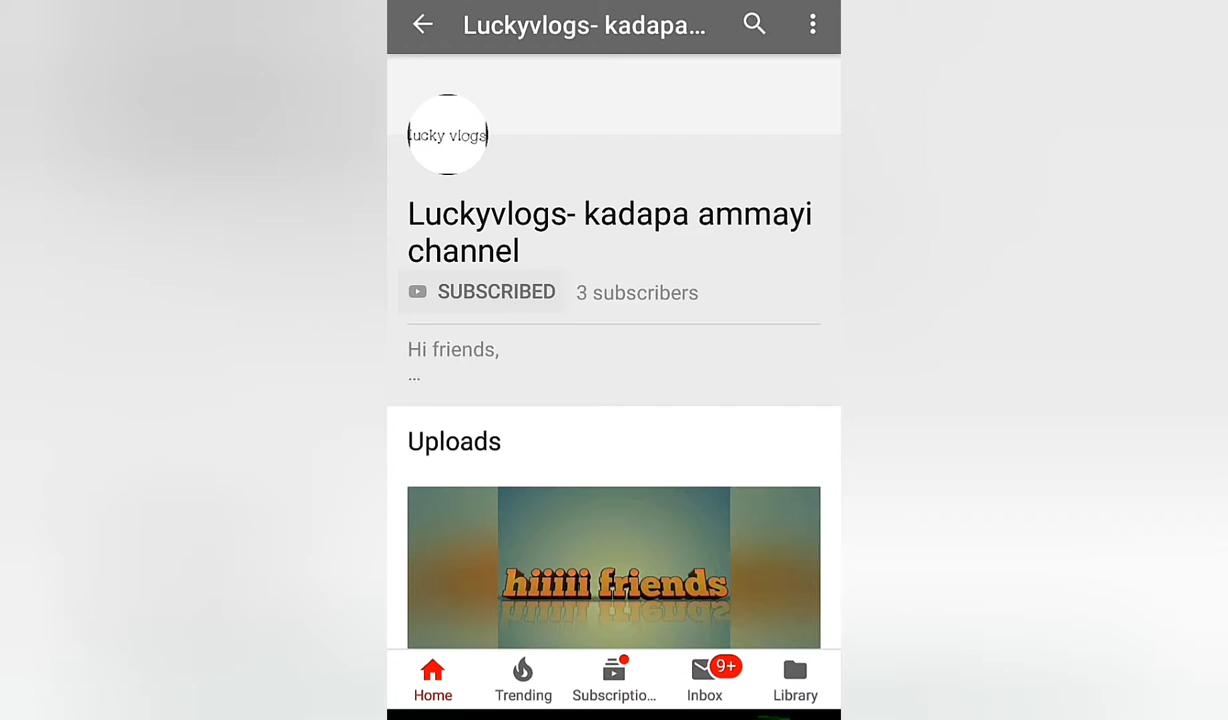 Luckyvlogs- kadapa...
lucky vlogs
Luckyvlogs- kadapa ammayi
channel
SUBSCRIBED 3 subscribers
Hi friends,
...
Uploads
hiiiii friends
9+
Home Trending Subscriptio... Inbox Library